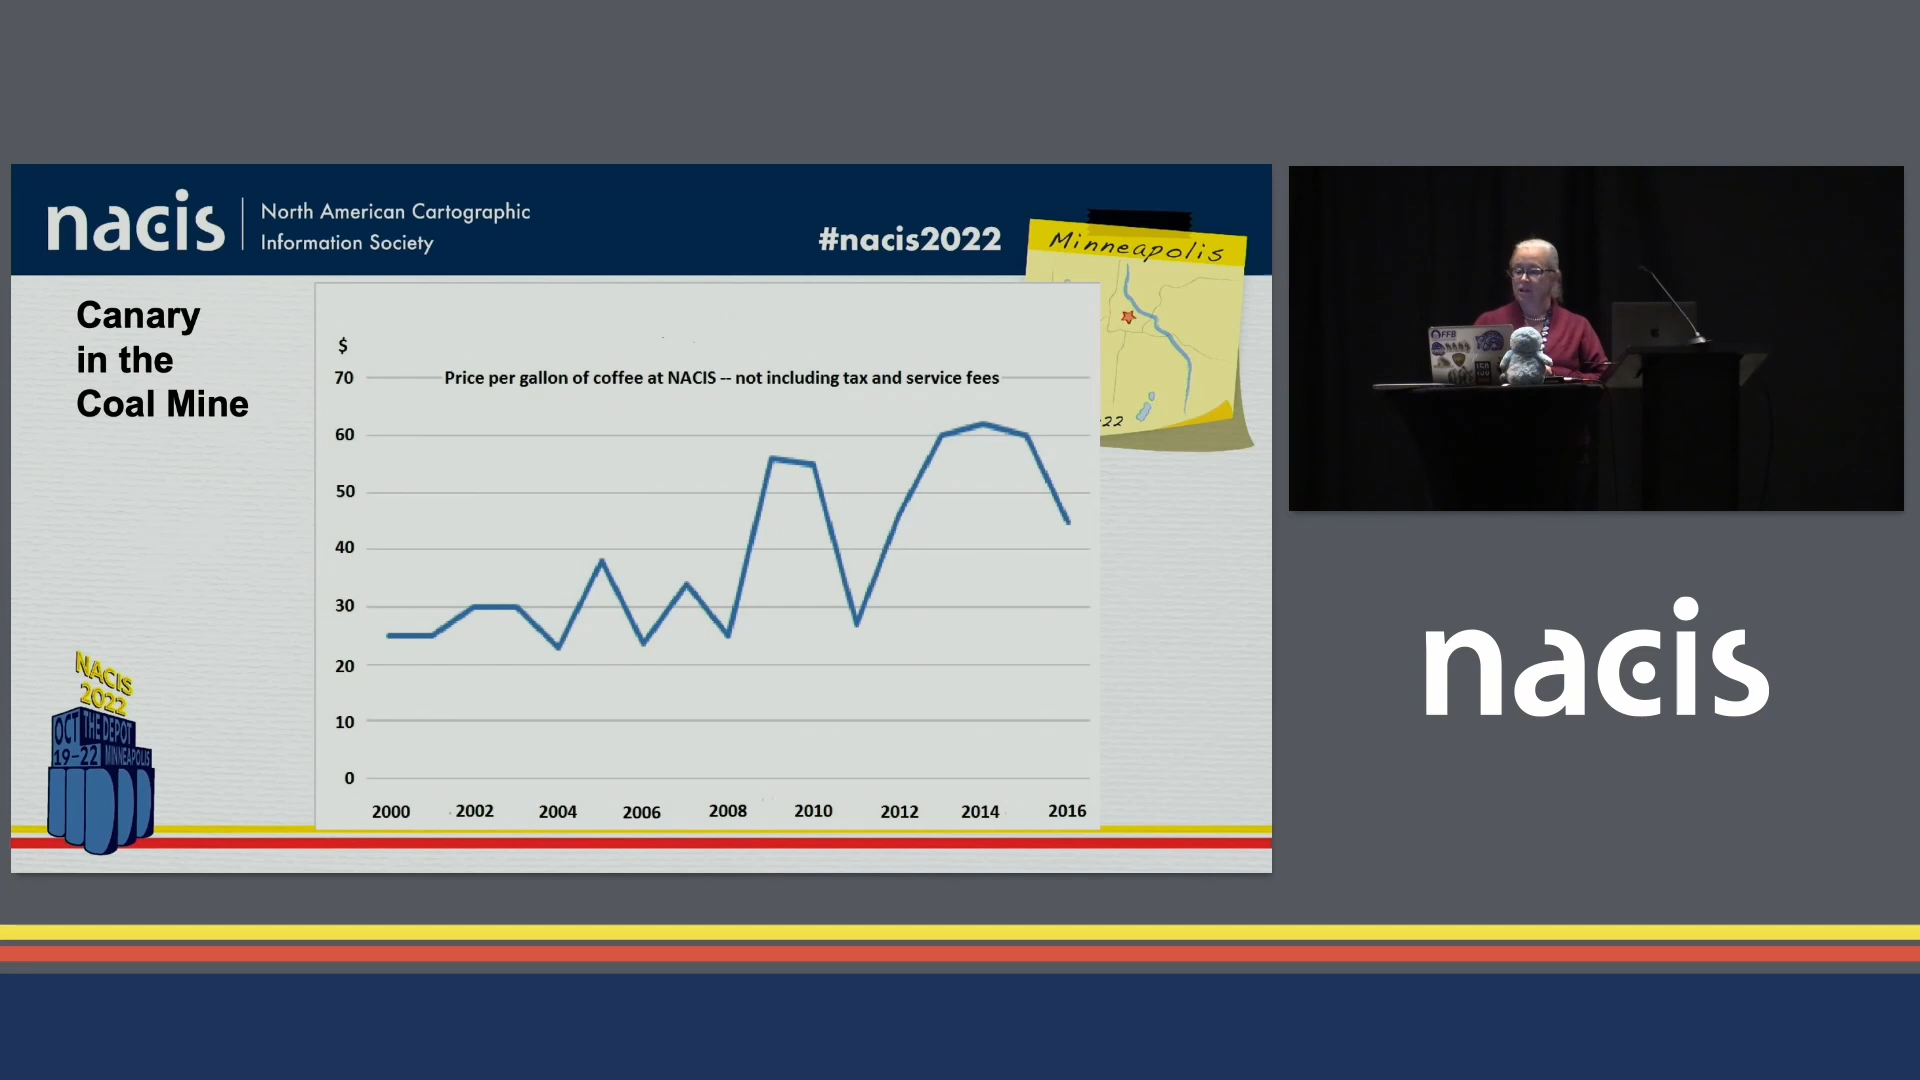 nacis
North American Cartographic
Information Society
#nacis2022
Minneapolis
Canary
in the
Coal Mine
$
70
Price per gallon of coffee at NACIS -- not including tax and service fees
60
50
40
30
20
10
0
2000 2002 2004 2006 2008 2010 2012 2014 2016
22
NACIS
2022
OCT THE DEPOT
19-22 MINNEAPOLIS
FFB
nacis